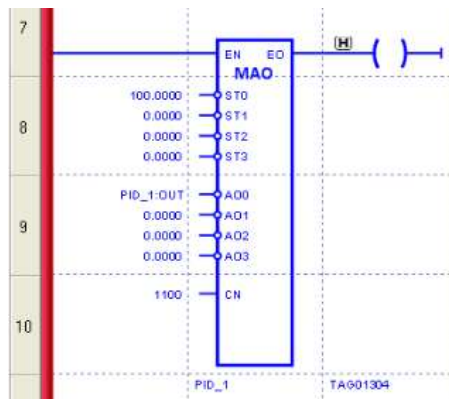 7
H
EN EO
MAO
100.0000 ST0
8
0.0000 ST1
0.0000 ST2
0.0000 ST3
PID_1:OUT AO0
9
0.0000 AO1
0.0000 AO2
0.0000 AO3
1100 CN
10
PID_1 TAG01304